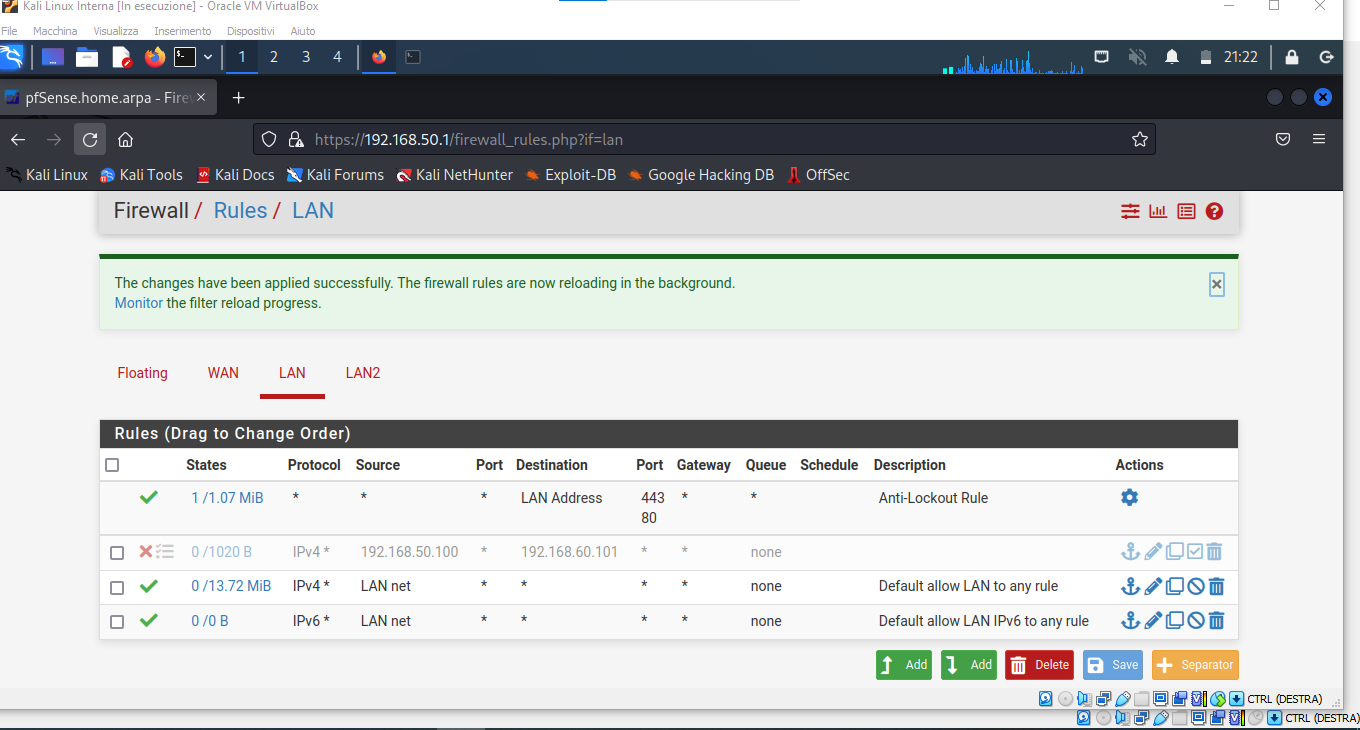 Kali Linux Interna [In esecuzione] - Oracle VM VirtualBox
File Macchina Visualizza Inserimento Dispositivi Aiuto
1 2 3 4 21:22
pfSense.home.arpa - Fire
https://192.168.50.1/firewall_rules.php?if=lan
Kali Linux Kali Tools Kali Docs Kali Forums Kali NetHunter Exploit-DB Google Hacking DB OffSec
Firewall / Rules / LAN
The changes have been applied successfully. The firewall rules are now reloading in the background.
Monitor the filter reload progress.
Floating WAN LAN LAN2
Rules (Drag to Change Order)
States Protocol Source Port Destination Port Gateway Queue Schedule Description Actions
1 /1.07 MiB * * * LAN Address 443 * * Anti-Lockout Rule
80
0 /1020 B IPv4 * 192.168.50.100 * 192.168.60.101 * * none
0 /13.72 MiB IPv4 * LAN net * * * * none Default allow LAN to any rule
0 /0 B IPv6 * LAN net * * * * none Default allow LAN IPv6 to any rule
Add Add Delete Save Separator
CTRL (DESTRA)
CTRL (DESTRA)